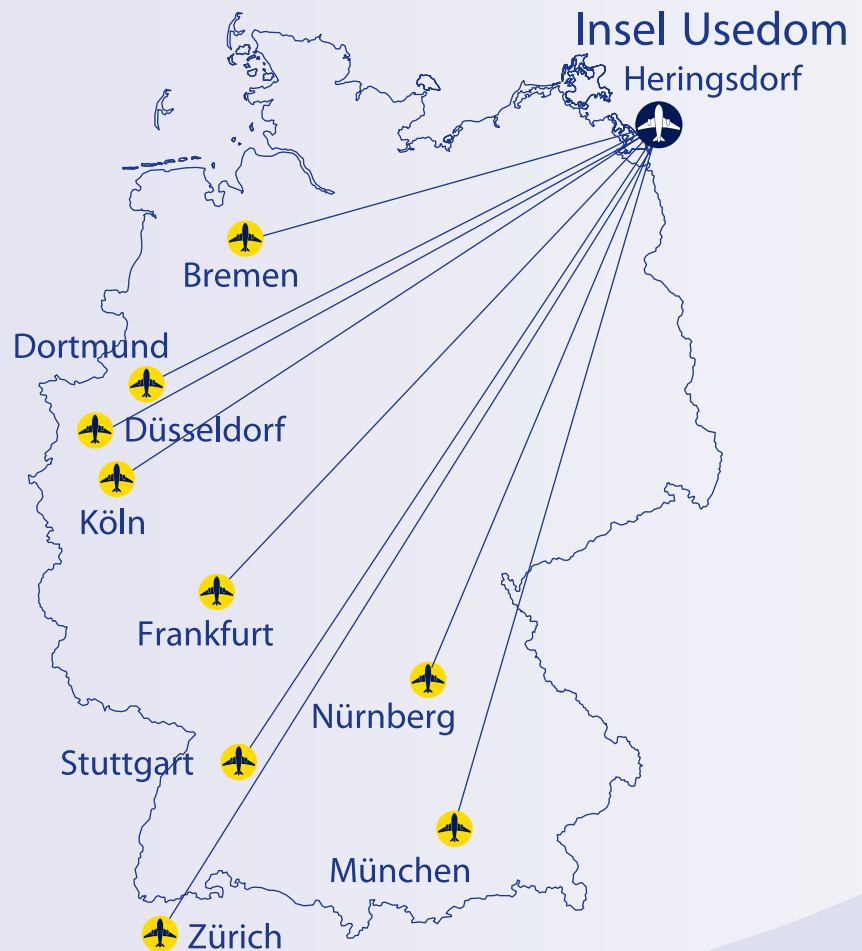 Insel Usedom
Heringsdorf
Bremen
Dortmund
Düsseldorf
Köln
Frankfurt
Nürnberg
Stuttgart
München
Zürich